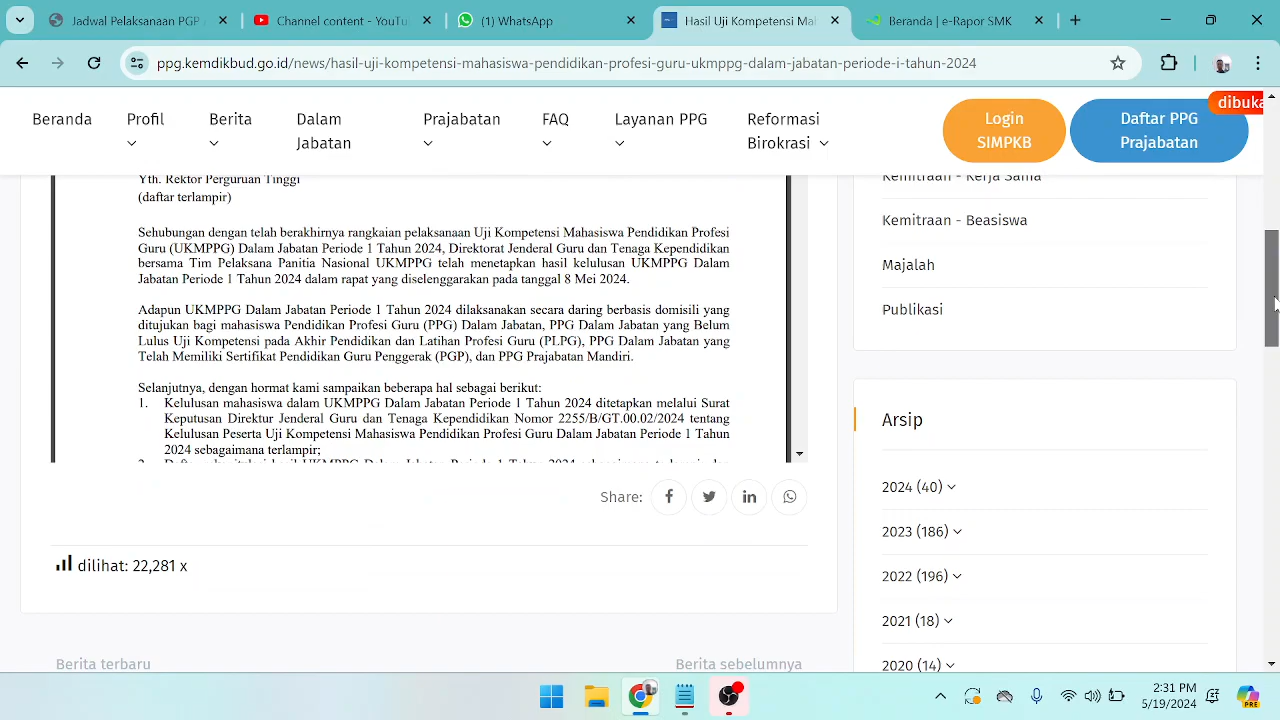 Jadwal Pelaksanaan PGP
Channel content - YouTu
(1) WhatsApp
Hasil Uji Kompetensi Mal
Beranda | e-Rapor SMK
ppg.kemdikbud.go.id/news/hasil-uji-kompetensi-mahasiswa-pendidikan-profesi-guru-ukmppg-dalam-jabatan-periode-i-tahun-2024
Beranda
Profil
Berita
Dalam Jabatan
Prajabatan
FAQ
Layanan PPG
Reformasi Birokrasi
Login SIMPKB
Daftar PPG Prajabatan
dibuka
Yth. Rektor Perguruan Tinggi
(daftar terlampir)
Sehubungan dengan telah berakhirnya rangkaian pelaksanaan Uji Kompetensi Mahasiswa Pendidikan Profesi
Guru (UKMPPG) Dalam Jabatan Periode 1 Tahun 2024, Direktorat Jenderal Guru dan Tenaga Kependidikan
bersama Tim Pelaksana Panitia Nasional UKMPPG telah menetapkan hasil kelulusan UKMPPG Dalam
Jabatan Periode 1 Tahun 2024 dalam rapat yang diselenggarakan pada tanggal 8 Mei 2024.
Adapun UKMPPG Dalam Jabatan Periode 1 Tahun 2024 dilaksanakan secara daring berbasis domisili yang
ditujukan bagi mahasiswa Pendidikan Profesi Guru (PPG) Dalam Jabatan, PPG Dalam Jabatan yang Belum
Lulus Uji Kompetensi pada Akhir Pendidikan dan Latihan Profesi Guru (PLPG), PPG Dalam Jabatan yang
Telah Memiliki Sertifikat Pendidikan Guru Penggerak (PGP), dan PPG Prajabatan Mandiri.
Selanjutnya, dengan hormat kami sampaikan beberapa hal sebagai berikut:
1. Kelulusan mahasiswa dalam UKMPPG Dalam Jabatan Periode 1 Tahun 2024 ditetapkan melalui Surat
Keputusan Direktur Jenderal Guru dan Tenaga Kependidikan Nomor 2255/B/GT.00.02/2024 tentang
Kelulusan Peserta Uji Kompetensi Mahasiswa Pendidikan Profesi Guru Dalam Jabatan Periode 1 Tahun
2024 sebagaimana terlampir;
Share:
dilihat: 22,281 x
Berita terbaru
Berita sebelumnya
Kemitraan - Kerja Sama
Kemitraan - Beasiswa
Majalah
Publikasi
Arsip
2024 (40)
2023 (186)
2022 (196)
2021 (18)
2020 (14)
2:31 PM
5/19/2024
PRE